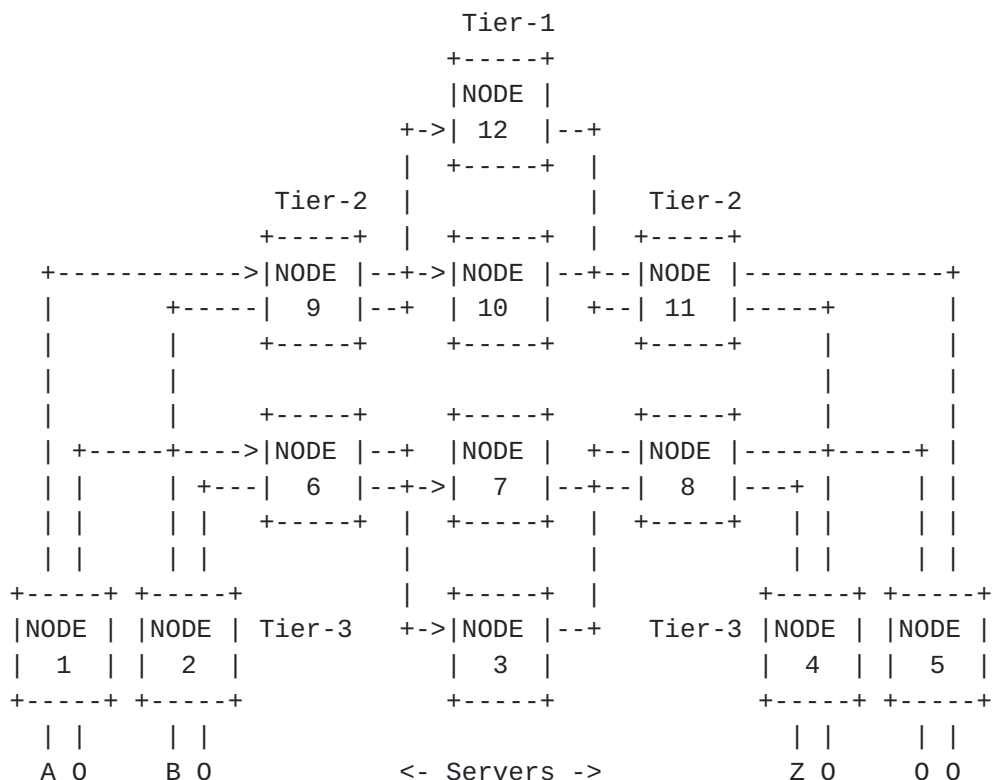 Tier-1
NODE
12
Tier-2 Tier-2
NODE NODE NODE
9 10 11
NODE NODE NODE
6 7 8
NODE NODE Tier-3 NODE Tier-3 NODE NODE
1 2 3 4 5
A O B O <- Servers -> Z O O O